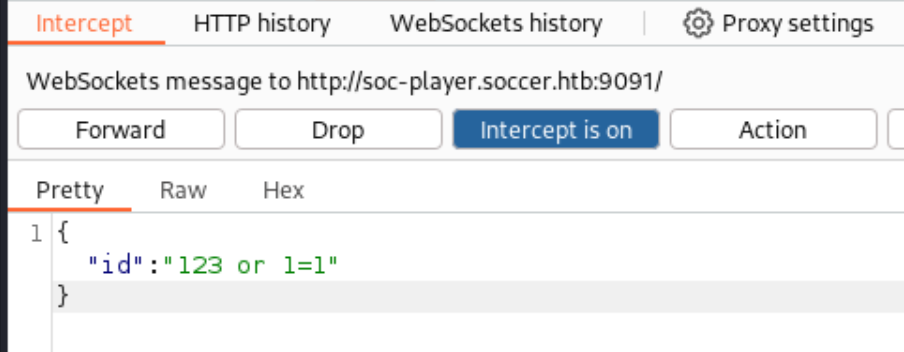 Intercept HTTP history WebSockets history Proxy settings
WebSockets message to http://soc-player.soccer.htb:9091/
Forward Drop Intercept is on Action
Pretty Raw Hex
1 {
"id":"123 or 1=1"
}